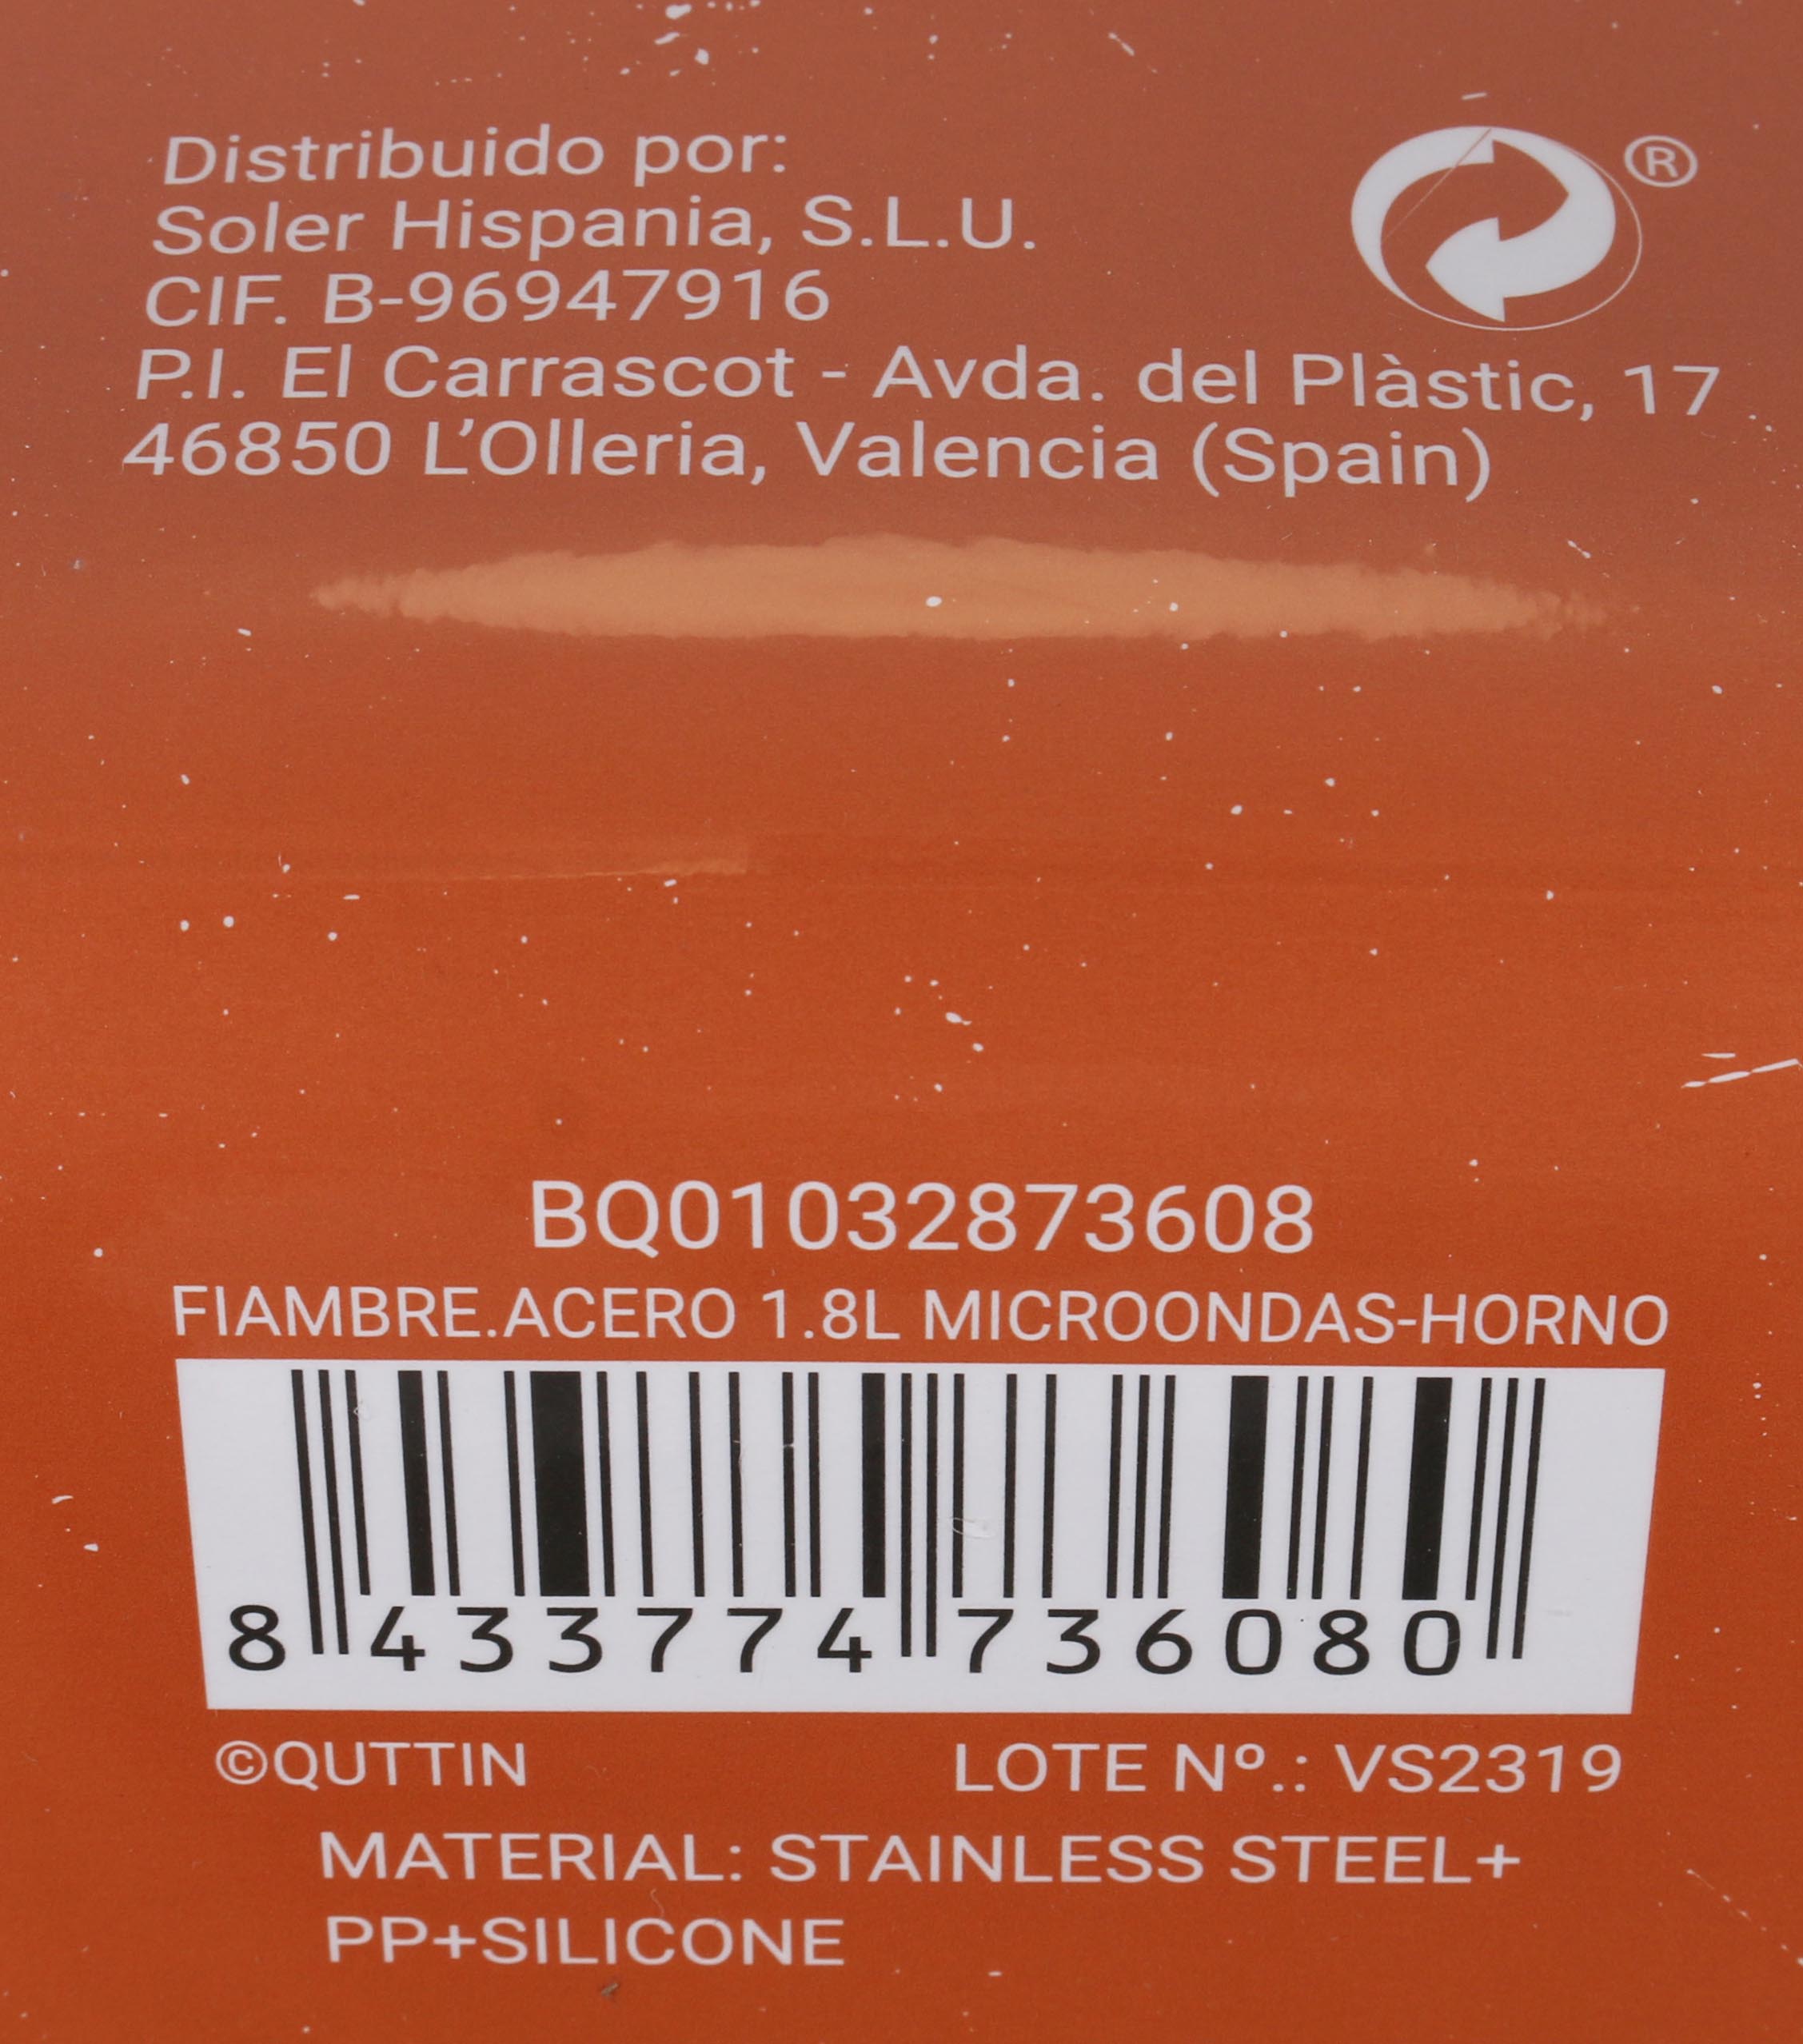 Distribuido por:
®
Soler Hispania, S.L.U.
CIF. B-96947916
P.I. El Carrascot - Avda. del Plàstic, 17
46850 L’Olleria, Valencia (Spain)
BQ01032873608
FIAMBRE.ACERO 1.8L MICROONDAS-HORNO
8 433774 736080
©QUTTIN
LOTE Nº.: VS2319
MATERIAL: STAINLESS STEEL+
PP+SILICONE